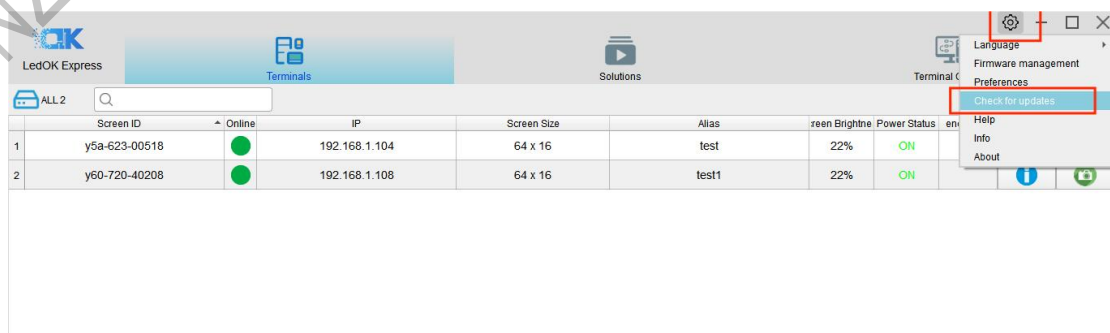 OK
LedOK Express
Terminals
Solutions
Terminal
Language
Firmware management
Preferences
Check for updates
Help
Info
About
ALL 2
Screen ID Online IP Screen Size Alias reen Brightne Power Status
1 y5a-623-00518 192.168.1.104 64 x 16 test 22% ON
2 y60-720-40208 192.168.1.108 64 x 16 test1 22% ON